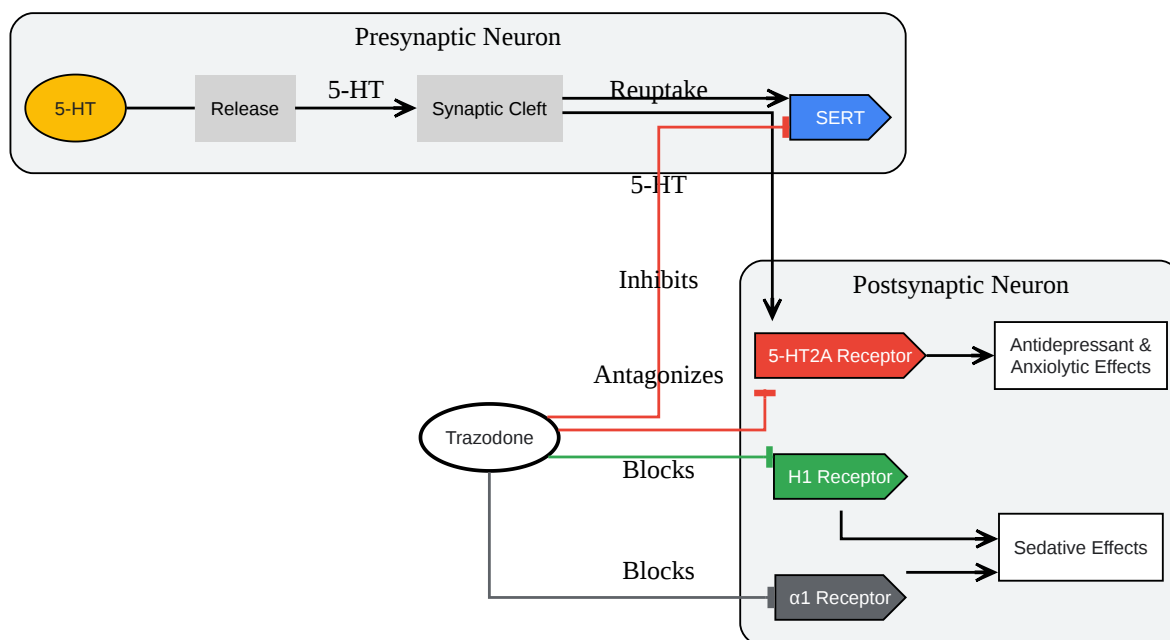 Presynaptic Neuron
5-HT
Release
5-HT
Synaptic Cleft
Reuptake
SERT
5-HT
Inhibits
Postsynaptic Neuron
5-HT2A Receptor
Antidepressant &
Anxiolytic Effects
Antagonizes
Trazodone
Blocks
H1 Receptor
Sedative Effects
Blocks
α1 Receptor